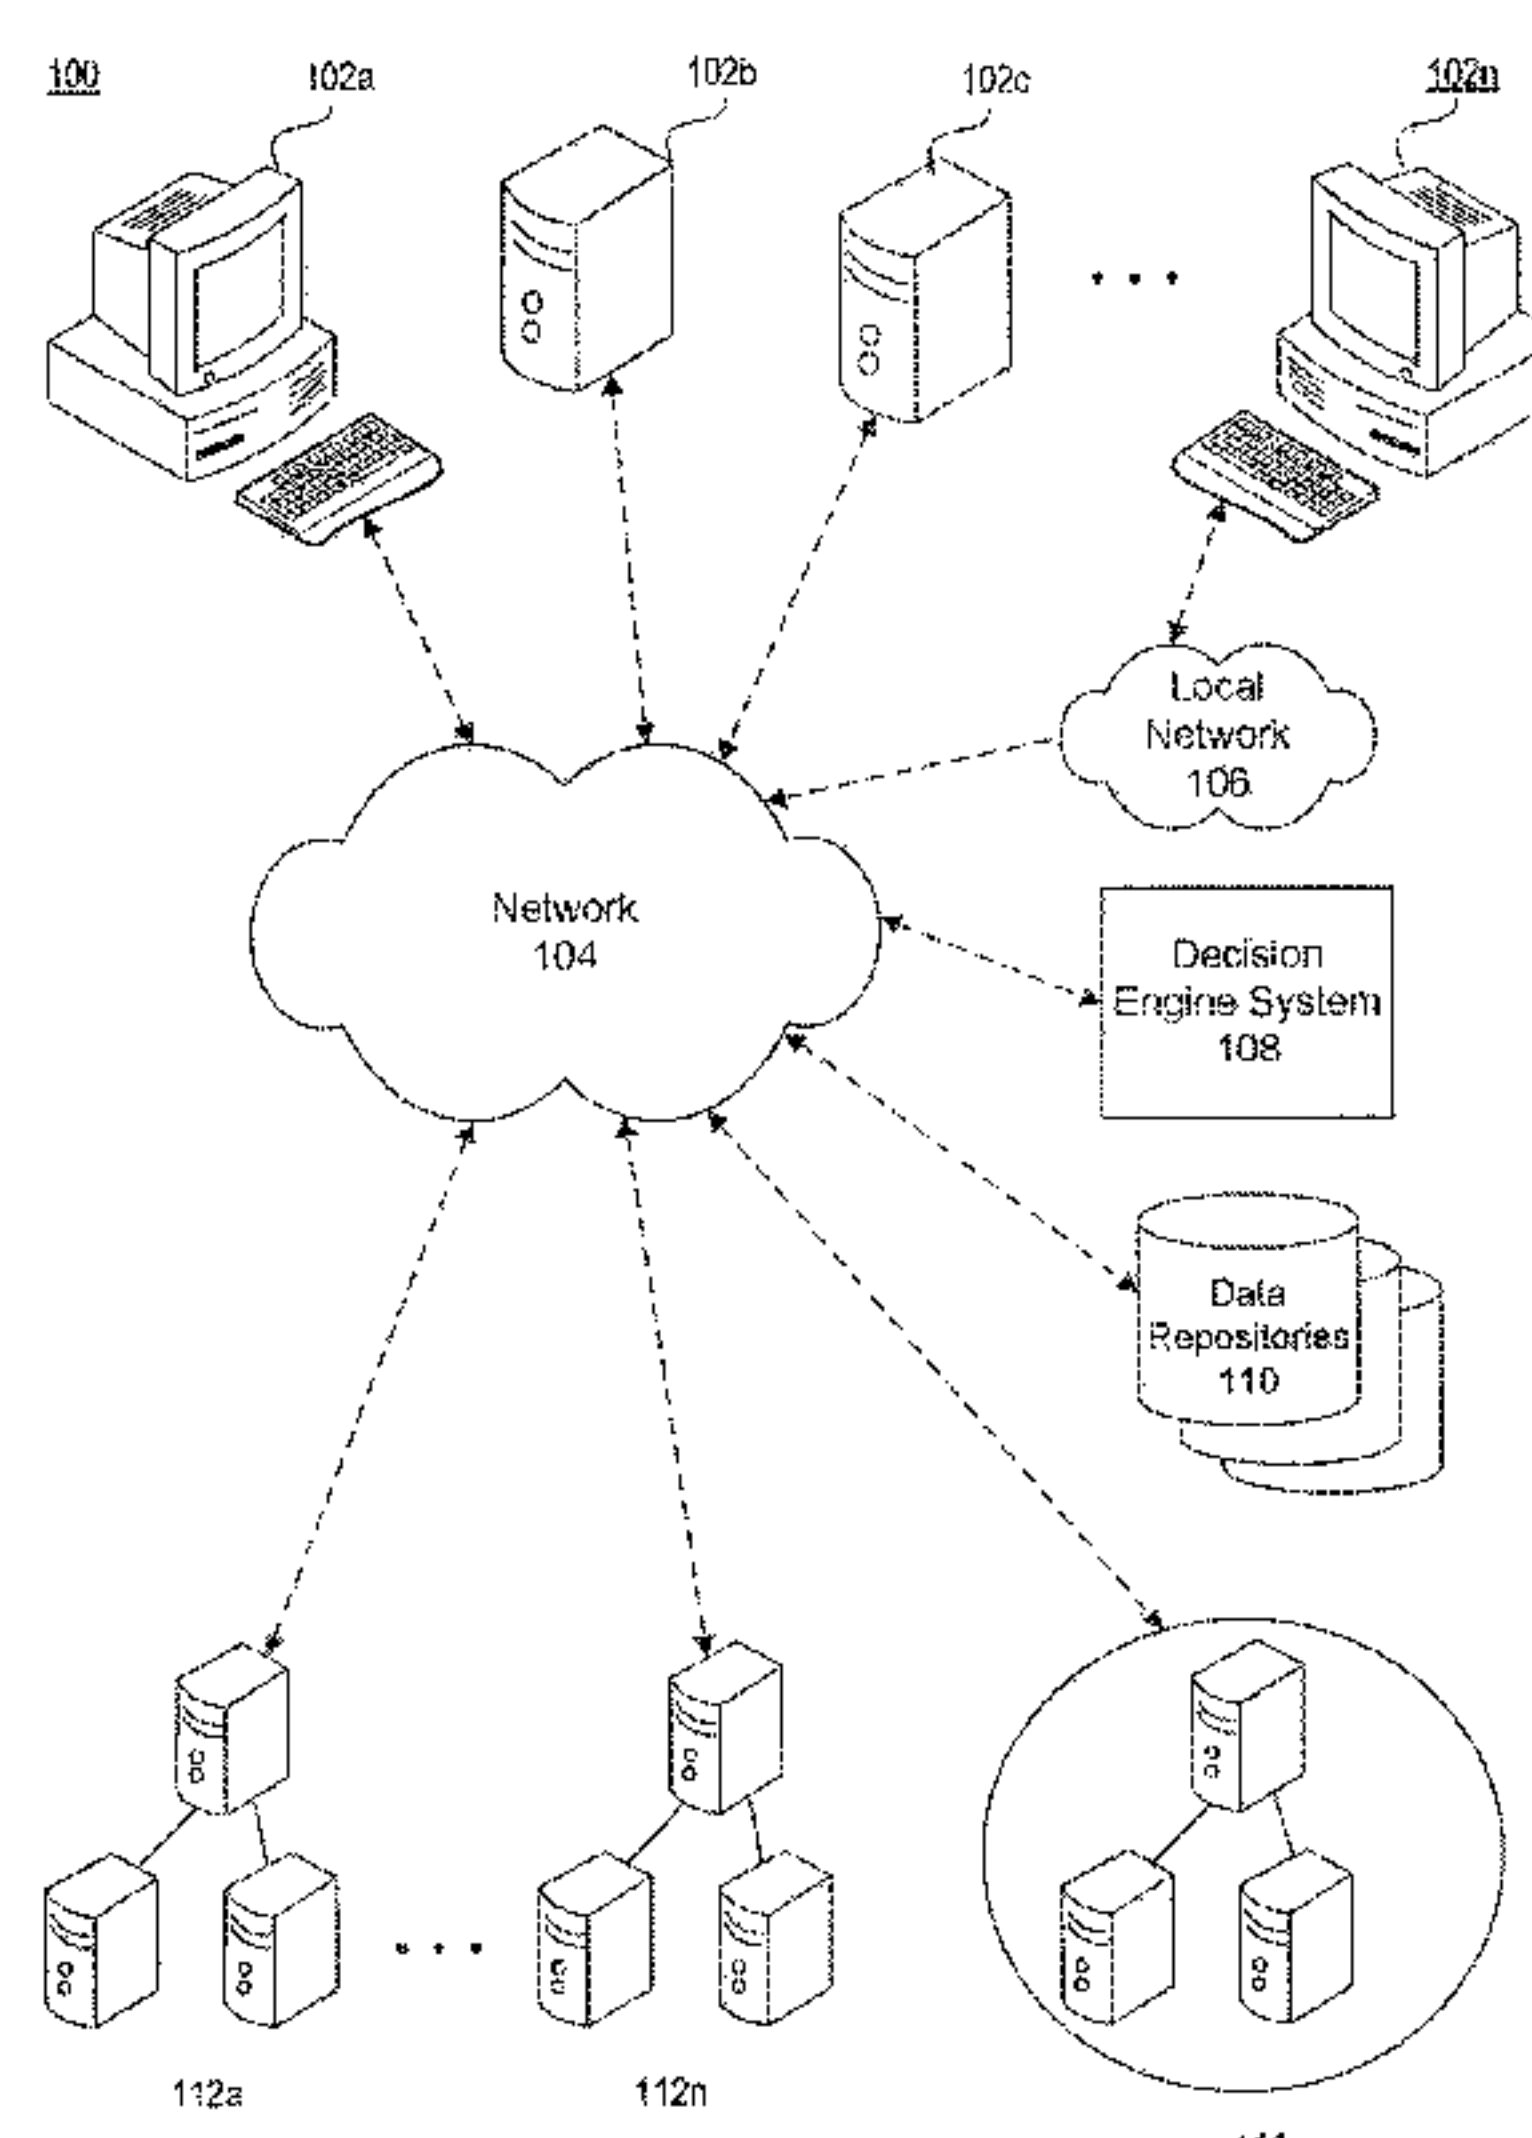 100
102a
102b
102c
102n
Local
Network
106
Network
104
Decision
Engine System
108
Data
Repositories
110
112a
112n